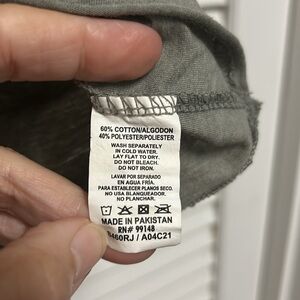 60% COTTON/ALGODON
40% POLYESTER/POLIESTER
WASH SEPARATELY
IN COLD WATER.
LAY FLAT TO DRY.
DO NOT BLEACH.
DO NOT IRON.
LAVAR POR SEPARADO
EN AGUA FRÍA.
PARA ESTABLECER PLANOS SECO.
NO USA BLANQUEADOR.
NO PLANCHAR.
MADE IN PAKISTAN
RN# 99148
/ A04C21